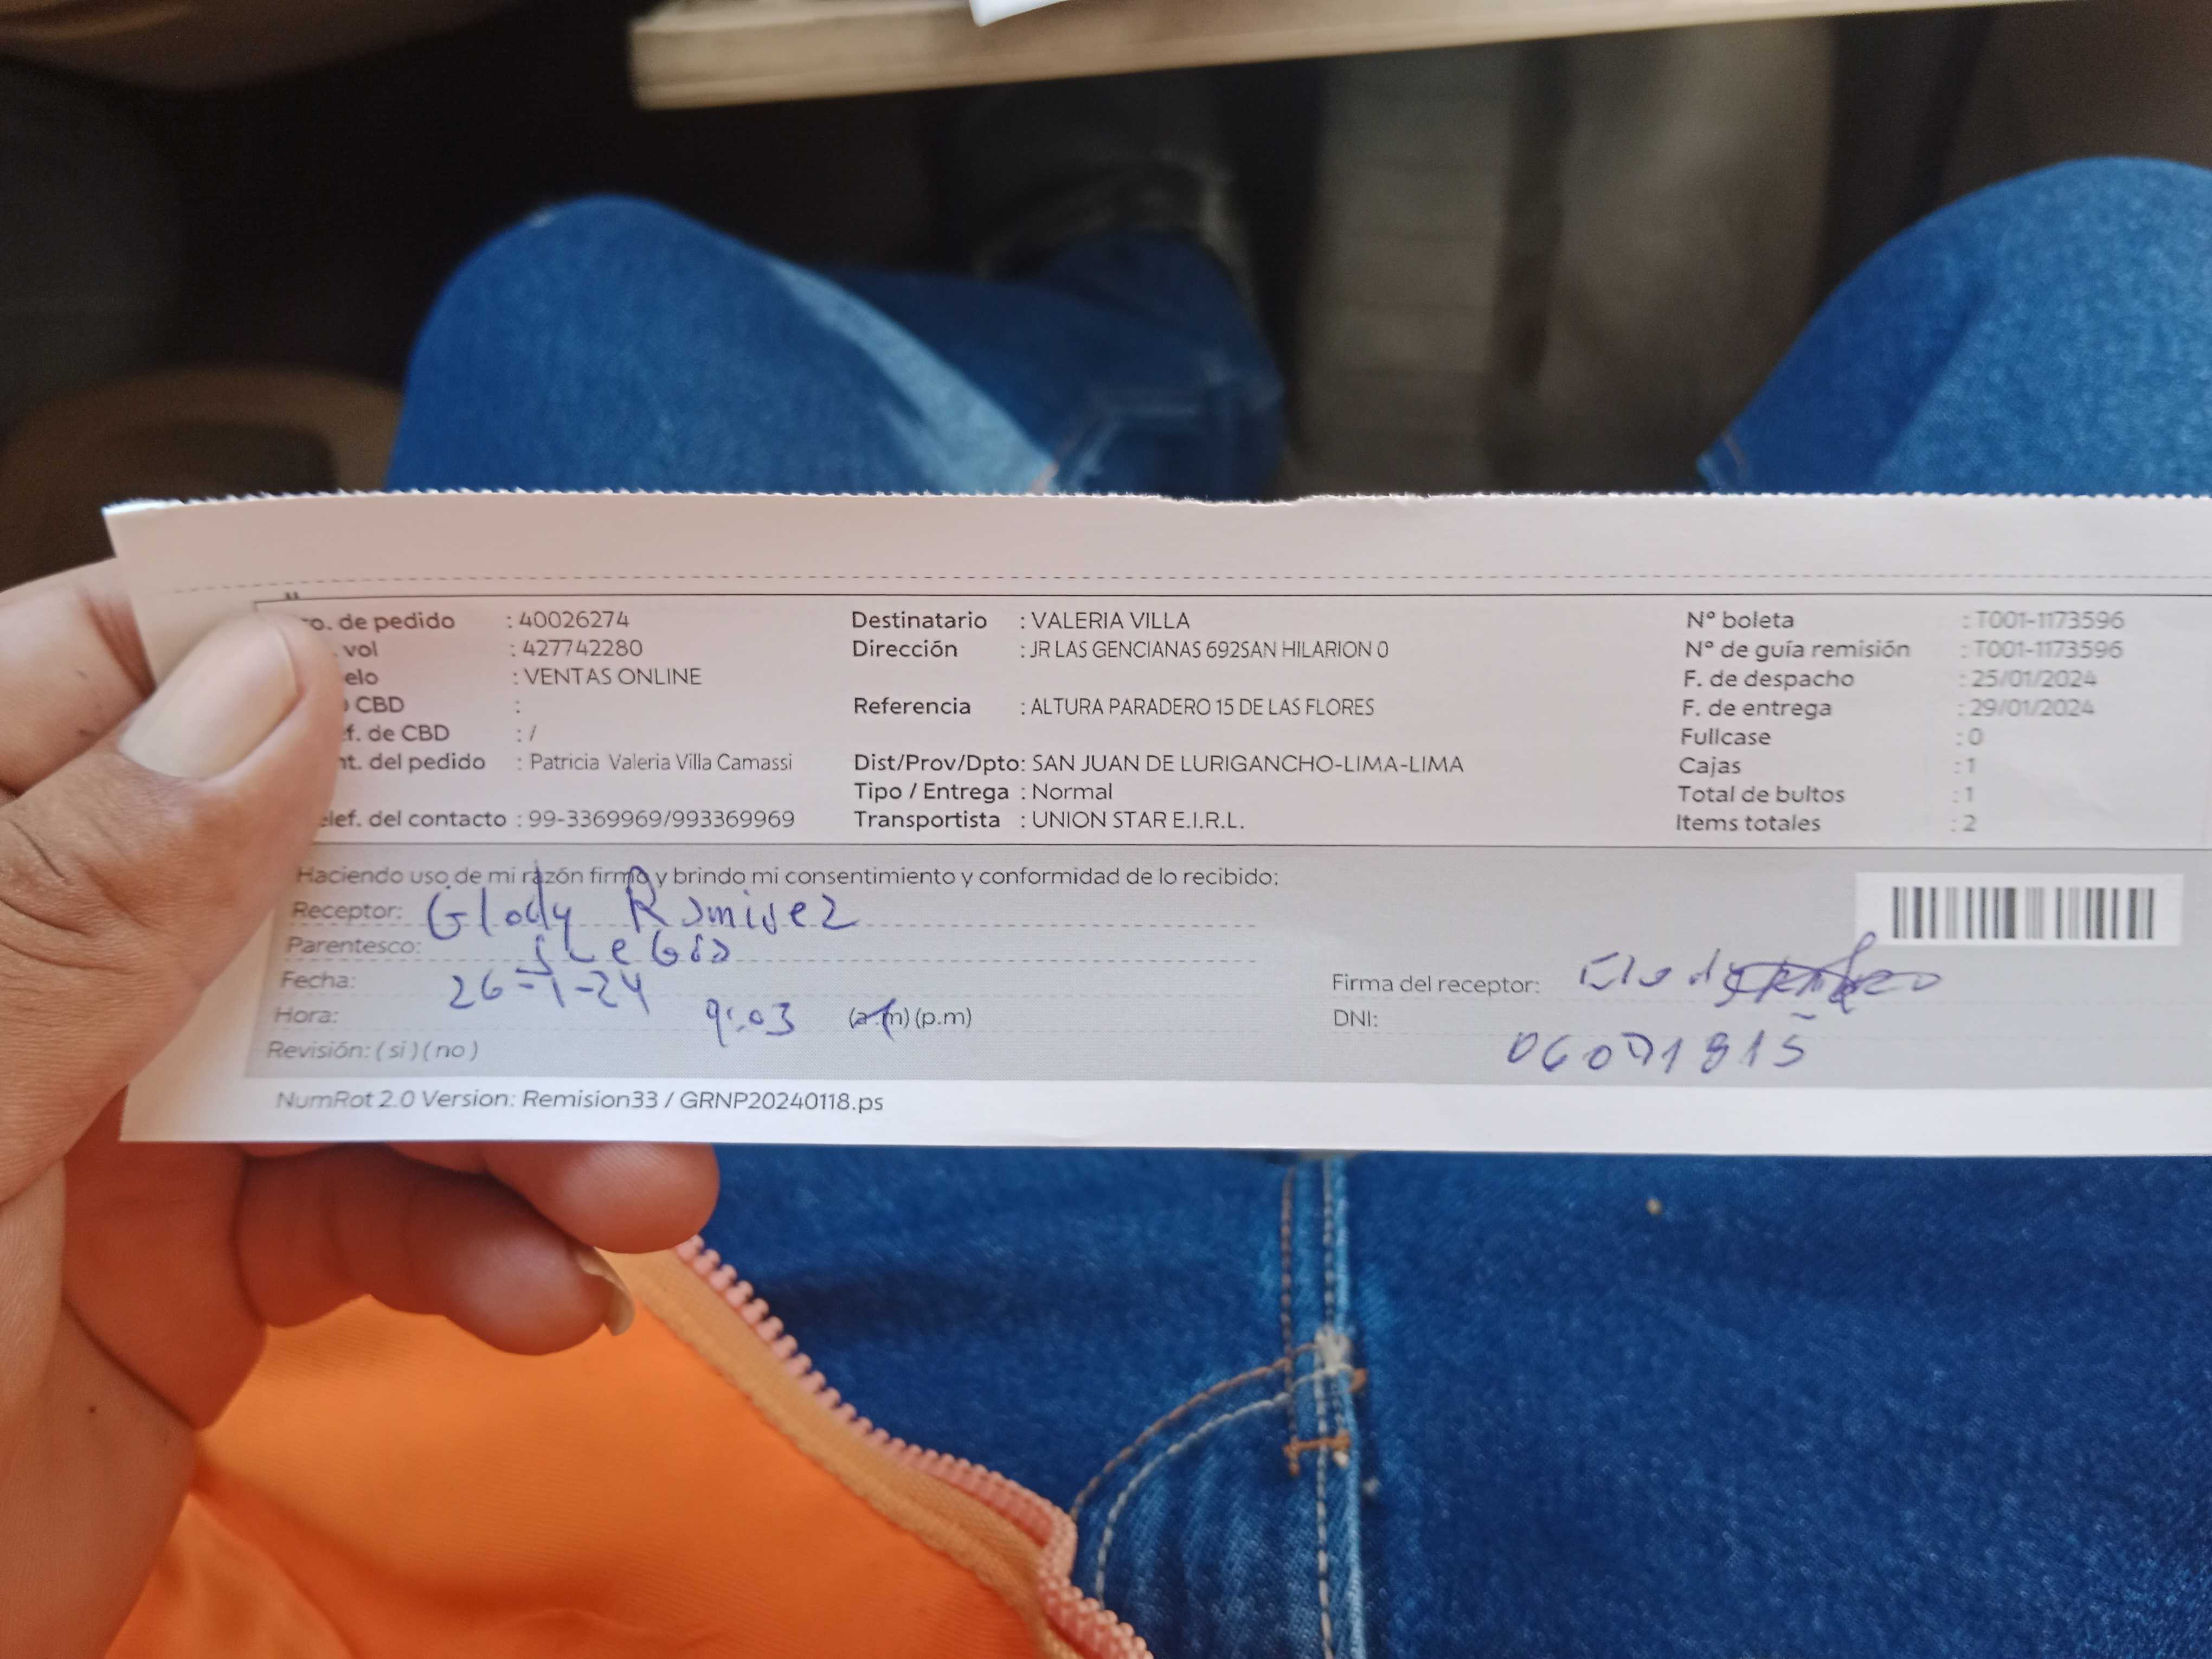 o. de pedido : 40026274 Destinatario : VALERIA VILLA N° boleta : T001-1173596
vol : 427742280 Dirección : JR LAS GENCIANAS 692SAN HILARION 0 N° de guía remisión : T001-1173596
elo : VENTAS ONLINE F. de despacho : 25/01/2024
CBD : Referencia : ALTURA PARADERO 15 DE LAS FLORES F. de entrega : 29/01/2024
f. de CBD : / Fullcase : 0
nt. del pedido : Patricia Valeria Villa Camassi Dist/Prov/Dpto: SAN JUAN DE LURIGANCHO-LIMA-LIMA Cajas : 1
Tipo / Entrega : Normal Total de bultos : 1
elef. del contacto : 99-3369969/993369969 Transportista : UNION STAR E.I.R.L. Items totales : 2
Haciendo uso de mi razón firmo y brindo mi consentimiento y conformidad de lo recibido:
Receptor: Glody Ramirez
Parentesco:
Fecha: 26-1-24 Firma del receptor:
Hora: 9:03 (a.m) (p.m) DNI:
Revisión: ( si ) ( no )
NumRot 2.0 Version: Remision33 / GRNP20240118.ps